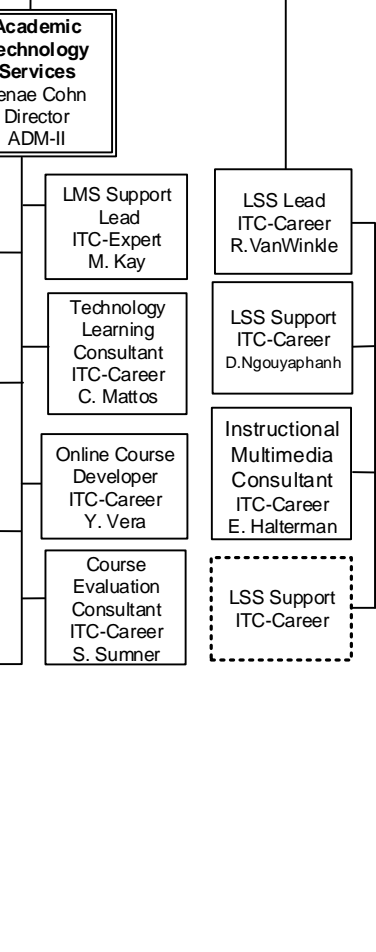 Academic
Technology
Services
enae Cohn
Director
ADM-II
LMS Support
Lead
ITC-Expert
M. Kay
Technology
Learning
Consultant
ITC-Career
C. Mattos
Online Course
Developer
ITC-Career
Y. Vera
Course
Evaluation
Consultant
ITC-Career
S. Sumner
LSS Lead
ITC-Career
R.VanWinkle
LSS Support
ITC-Career
D.Ngouyaphanh
Instructional
Multimedia
Consultant
ITC-Career
E. Halterman
LSS Support
ITC-Career